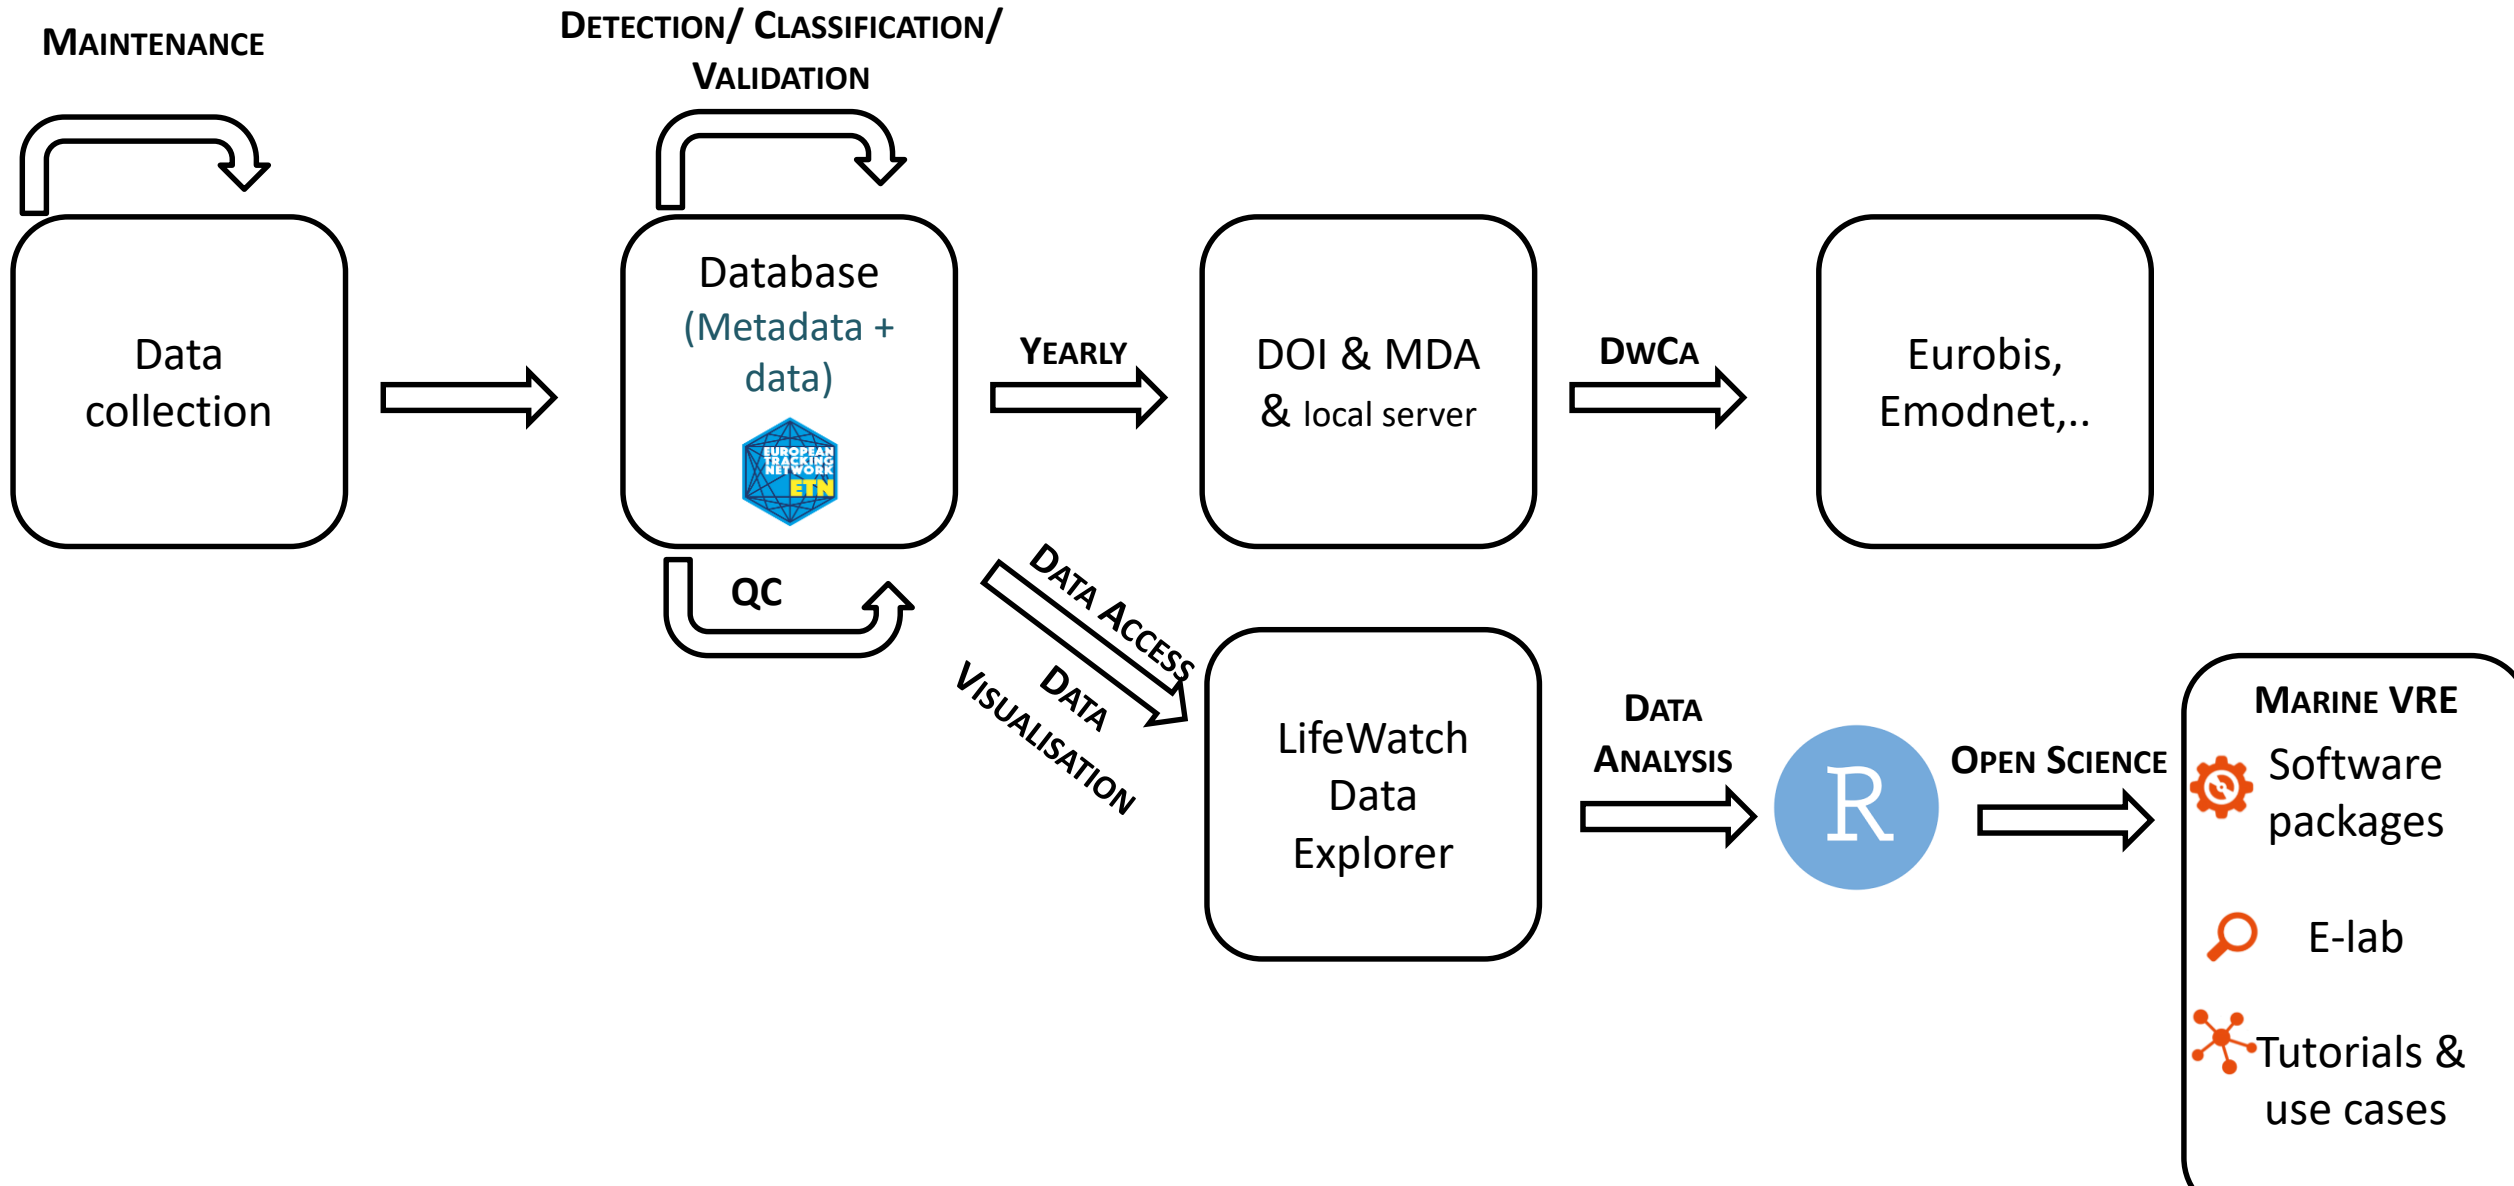 MAINTENANCE
DETECTION/ CLASSIFICATION/
VALIDATION
Data
collection
Database
(Metadata +
data)
EUROPEAN
TRACKING
NETWORK
ETN
QC
YEARLY
DOI & MDA
& local server
DWCA
Eurobis,
Emodnet,..
DATA ACCESS
DATA
VISUALISATION
LifeWatch
Data
Explorer
DATA
ANALYSIS
R
OPEN SCIENCE
MARINE VRE
Software
packages
E-lab
Tutorials &
use cases